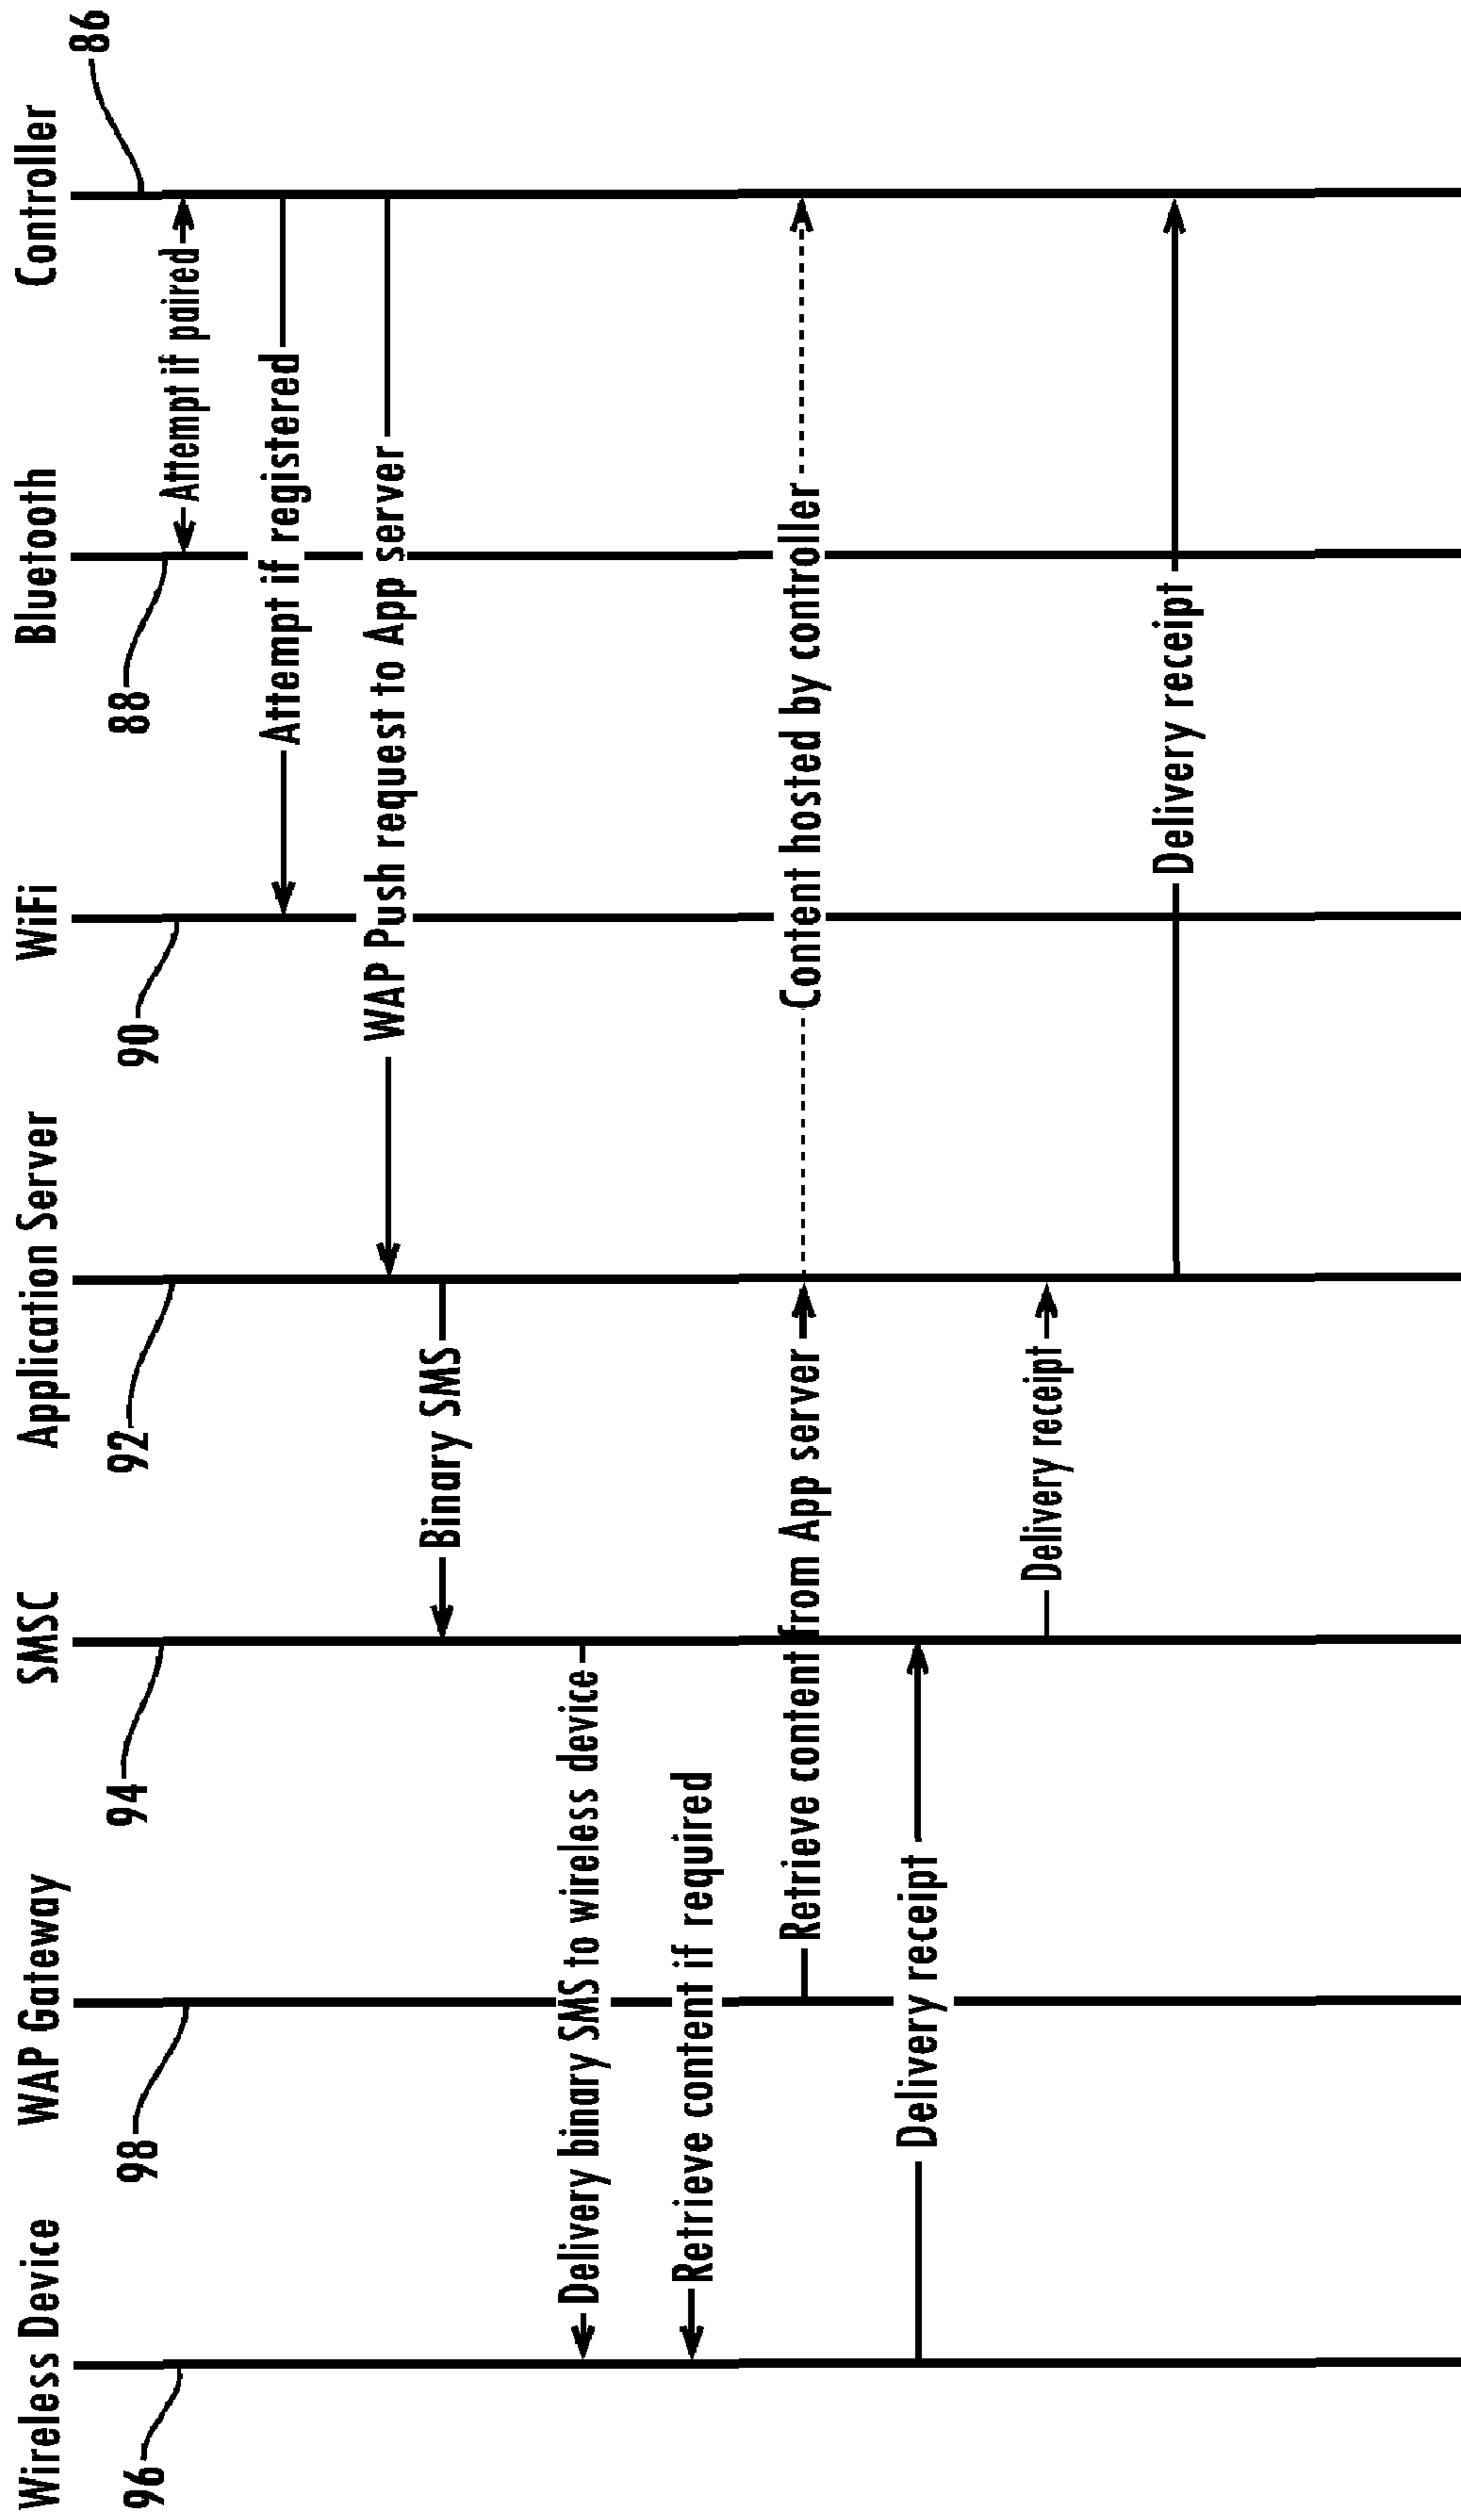 Wireless Device
WAP Gateway
SMSC
Application Server
WiFi
Bluetooth
Controller
96
98
94
92
90
88
86
Attempt if paired
Attempt if registered
WAP Push request to App server
Binary SMS
Delivery binary SMS to wireless device
Retrieve content if required
Retrieve content from App server
Content hosted by controller
Delivery receipt
Delivery receipt
Delivery receipt